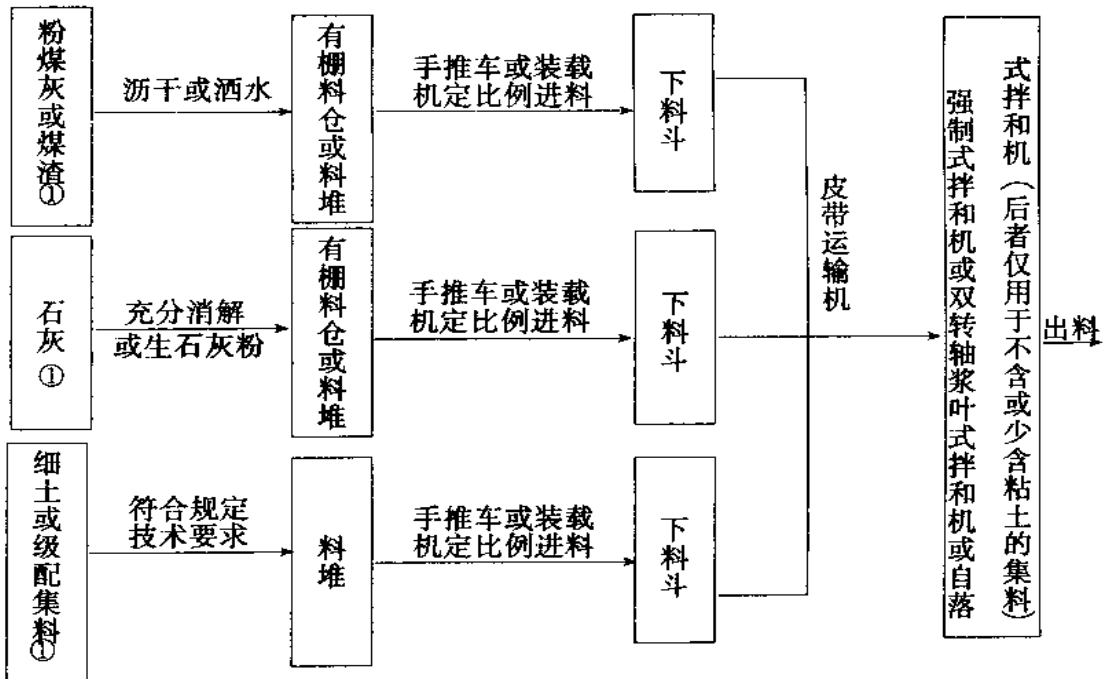 粉煤灰或煤渣①
沥干或洒水
有棚料仓或料堆
手推车或装载
机定比例进料
下料斗
石灰①
充分消解
或生石灰粉
有棚料仓或料堆
手推车或装载
机定比例进料
下料斗
细土或级配集料①
符合规定
技术要求
料堆
手推车或装载
机定比例进料
下料斗
皮带运输机
强制式拌和机或双转轴浆叶式拌和机或自落
式拌和机(后者仅用于不含或少含粘土的集料)
出料